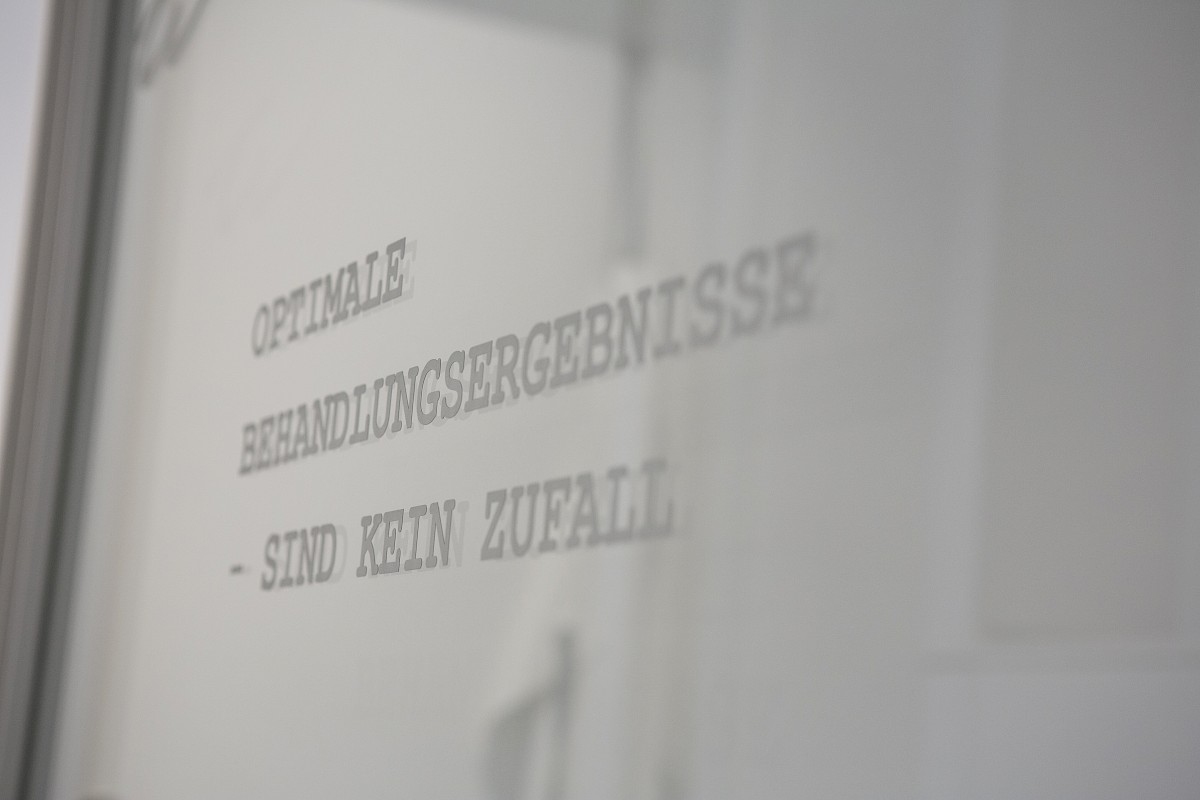 OPTIMALE
BEHANDLUNGSERGEBNISSE
- SIND KEIN ZUFALL